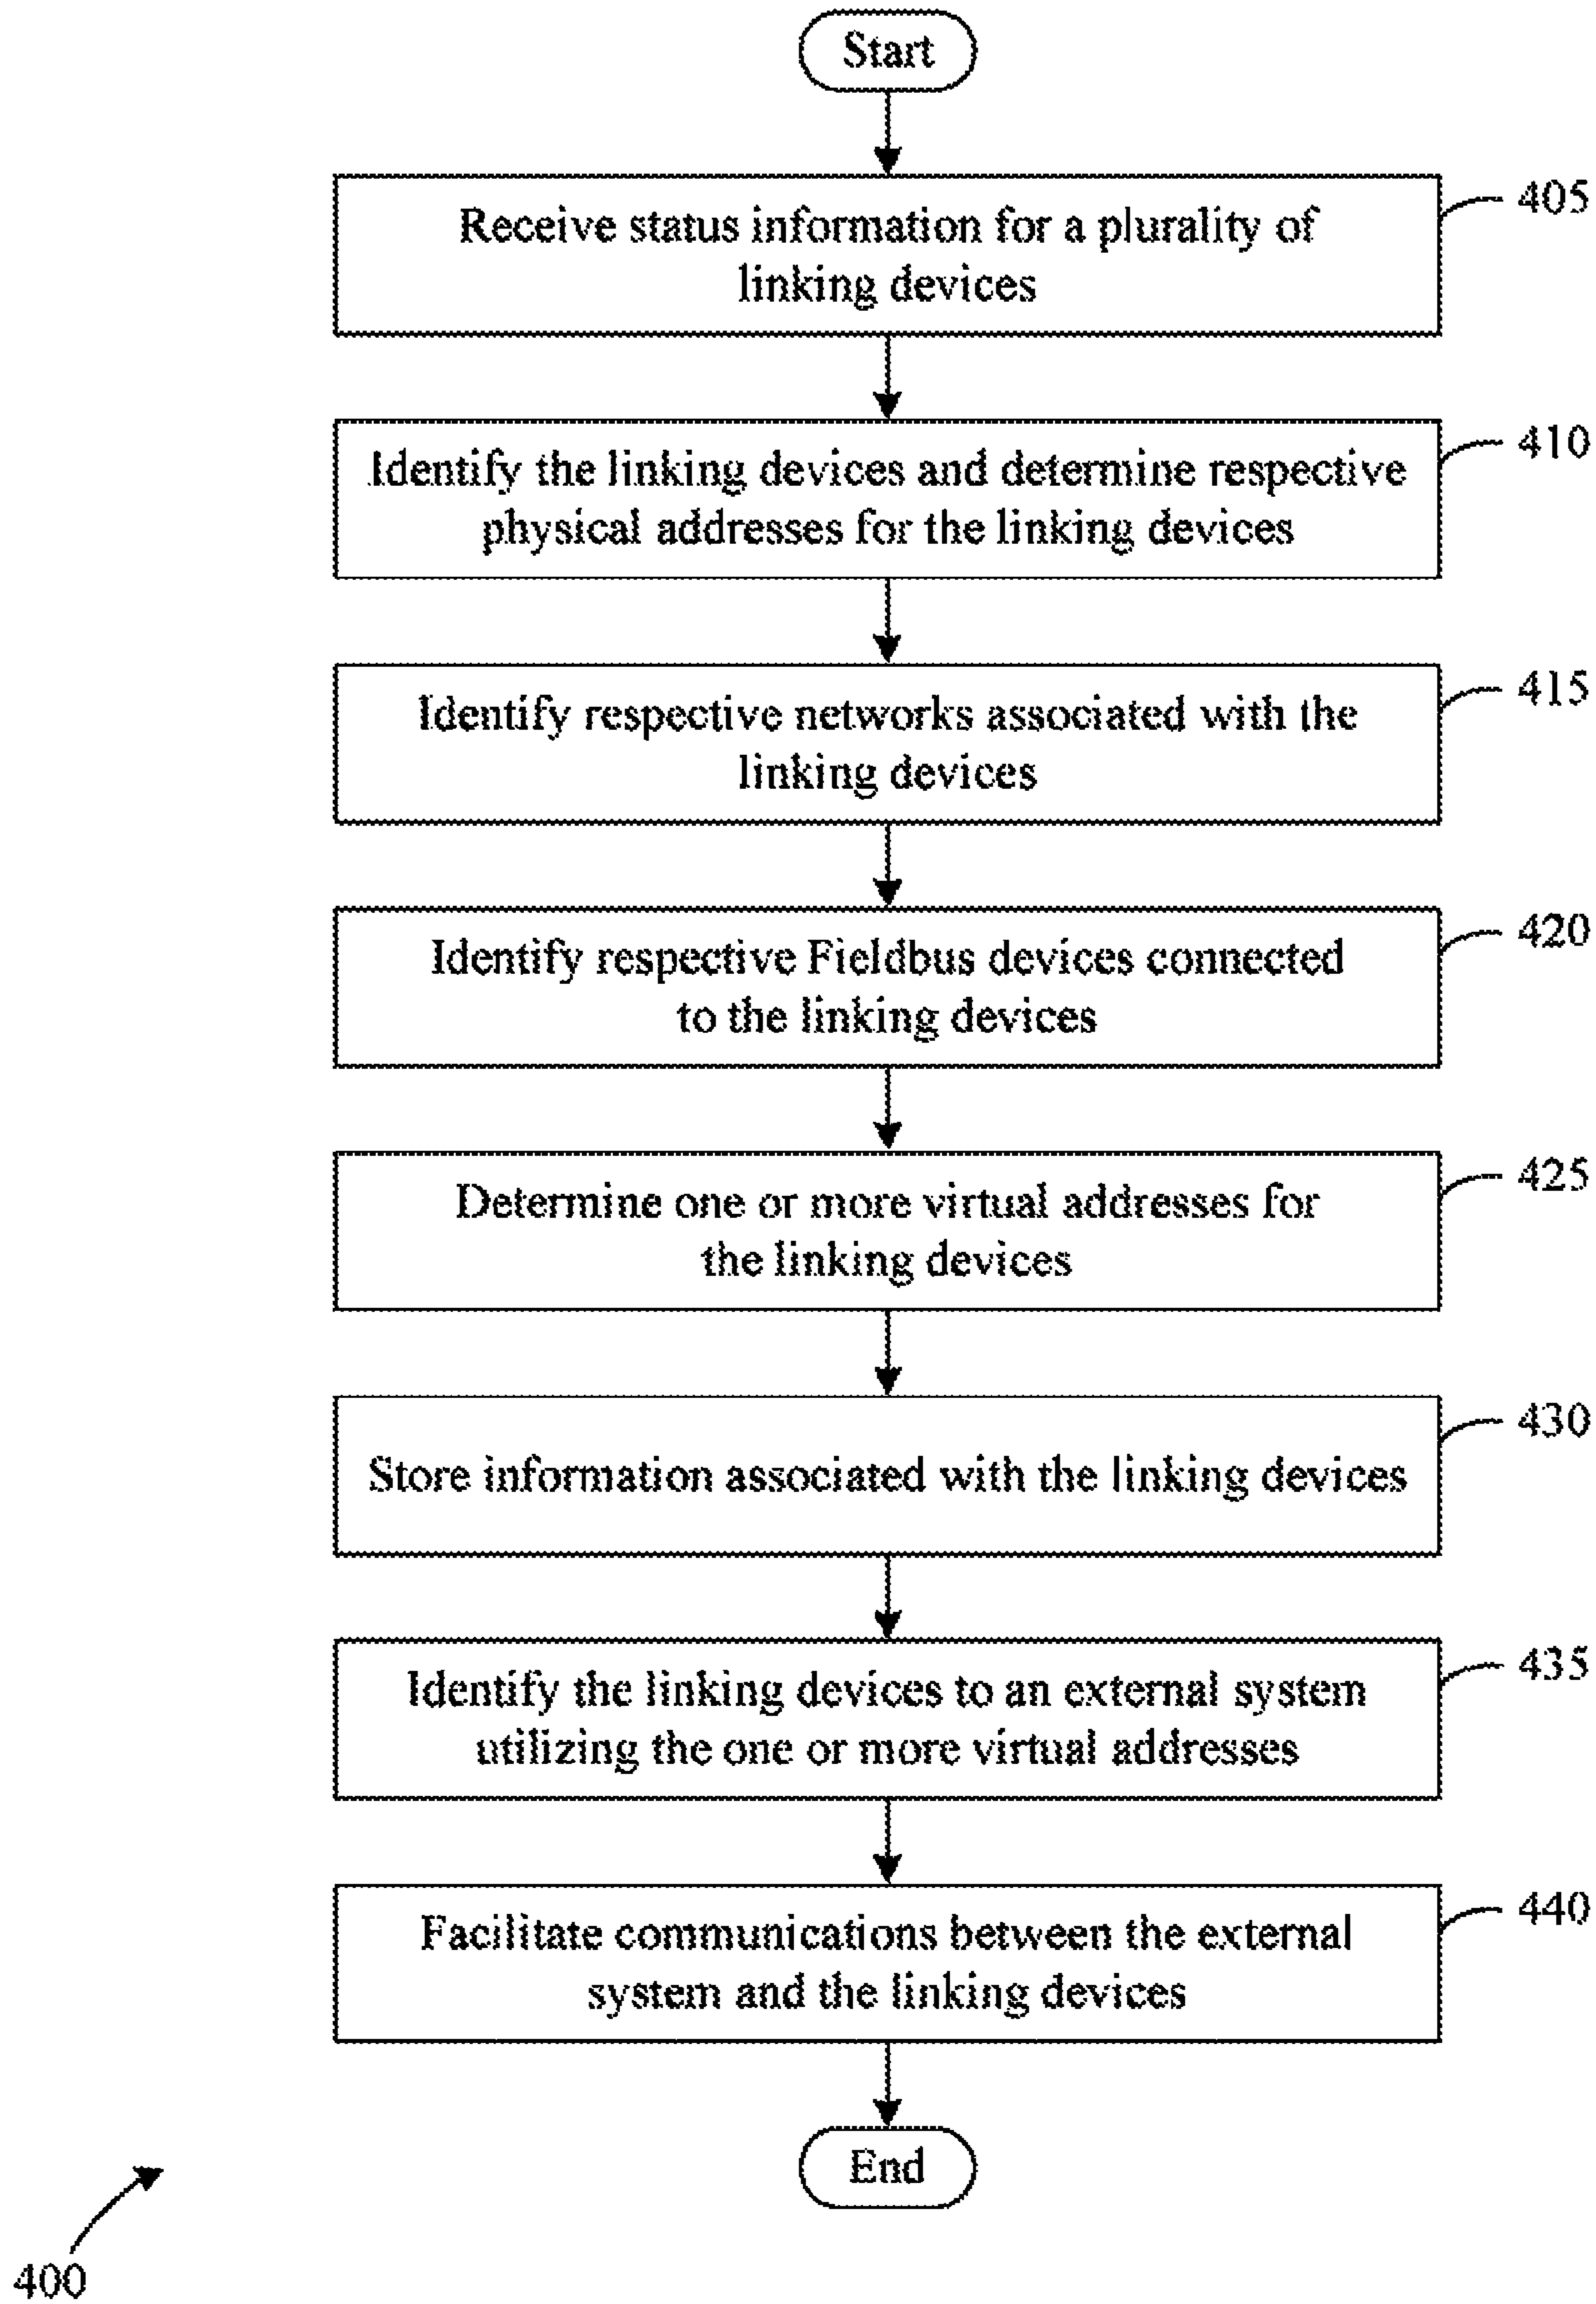 Start
Receive status information for a plurality of
linking devices
405
Identify the linking devices and determine respective
physical addresses for the linking devices
410
Identify respective networks associated with the
linking devices
415
Identify respective Fieldbus devices connected
to the linking devices
420
Determine one or more virtual addresses for
the linking devices
425
Store information associated with the linking devices
430
Identify the linking devices to an external system
utilizing the one or more virtual addresses
435
Facilitate communications between the external
system and the linking devices
440
End
400